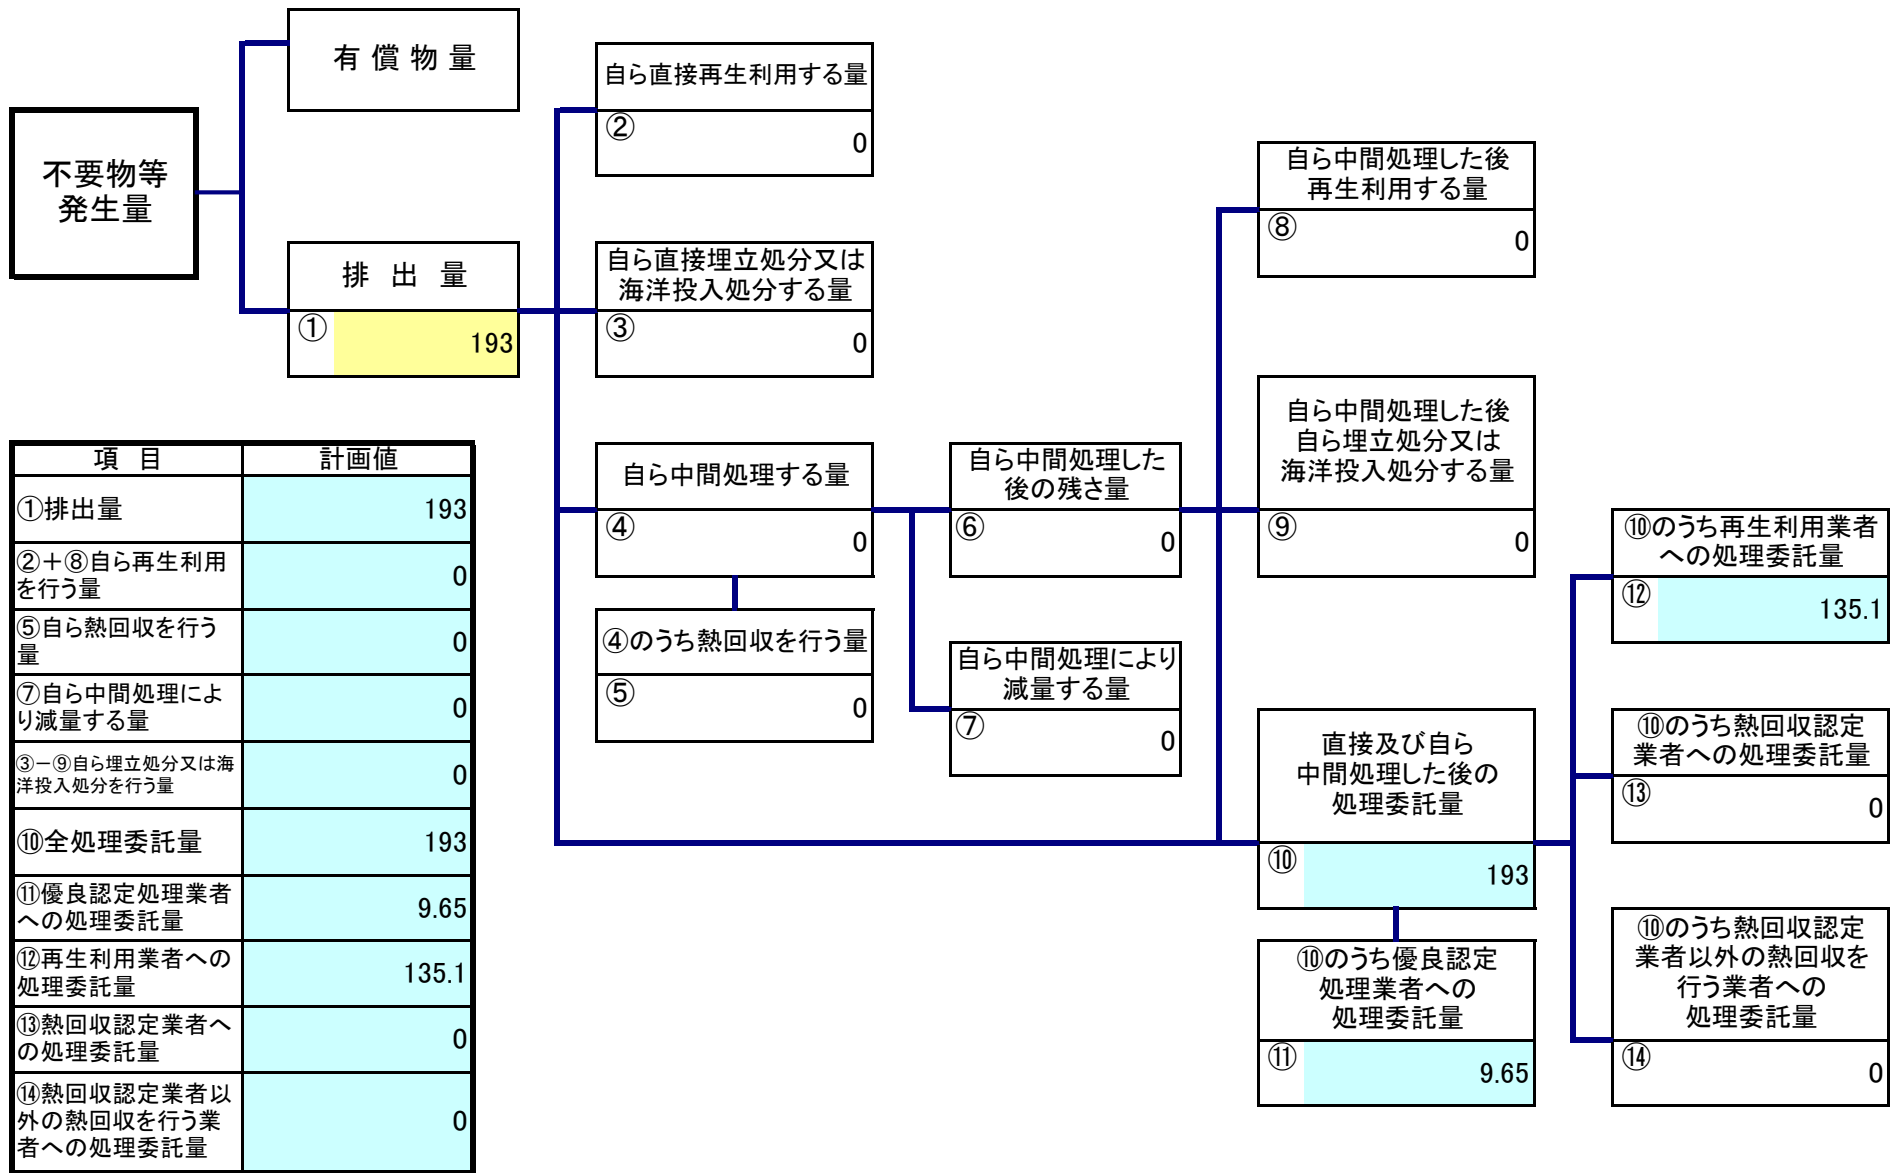 有 償 物 量
不要物等
発生量
排 出 量
① 193
自ら直接再生利用する量
② 0
自ら直接埋立処分又は
海洋投入処分する量
③ 0
自ら中間処理する量
④ 0
④のうち熱回収を行う量
⑤ 0
自ら中間処理した
後の残さ量
⑥ 0
自ら中間処理により
減量する量
⑦ 0
自ら中間処理した後
再生利用する量
⑧ 0
自ら中間処理した後
自ら埋立処分又は
海洋投入処分する量
⑨ 0
直接及び自ら
中間処理した後の
処理委託量
⑩ 193
⑩のうち優良認定
処理業者への
処理委託量
⑪ 9.65
⑩のうち再生利用業者
への処理委託量
⑫ 135.1
⑩のうち熱回収認定
業者への処理委託量
⑬ 0
⑩のうち熱回収認定
業者以外の熱回収を
行う業者への
処理委託量
⑭ 0
項 目 計画値
①排出量 193
②＋⑧自ら再生利用
を行う量 0
⑤自ら熱回収を行う
量 0
⑦自ら中間処理によ
り減量する量 0
③－⑨自ら埋立処分又は海
洋投入処分を行う量 0
⑩全処理委託量 193
⑪優良認定処理業者
への処理委託量 9.65
⑫再生利用業者への
処理委託量 135.1
⑬熱回収認定業者へ
の処理委託量 0
⑭熱回収認定業者以
外の熱回収を行う業
者への処理委託量 0